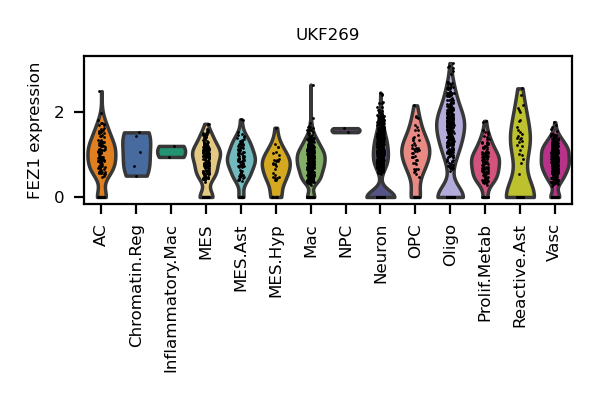 UKF269
FEZ1 expression
2
0
AC
Chromatin.Reg
Inflammatory.Mac
MES
MES.Ast
MES.Hyp
Mac
NPC
Neuron
OPC
Oligo
Prolif.Metab
Reactive.Ast
Vasc